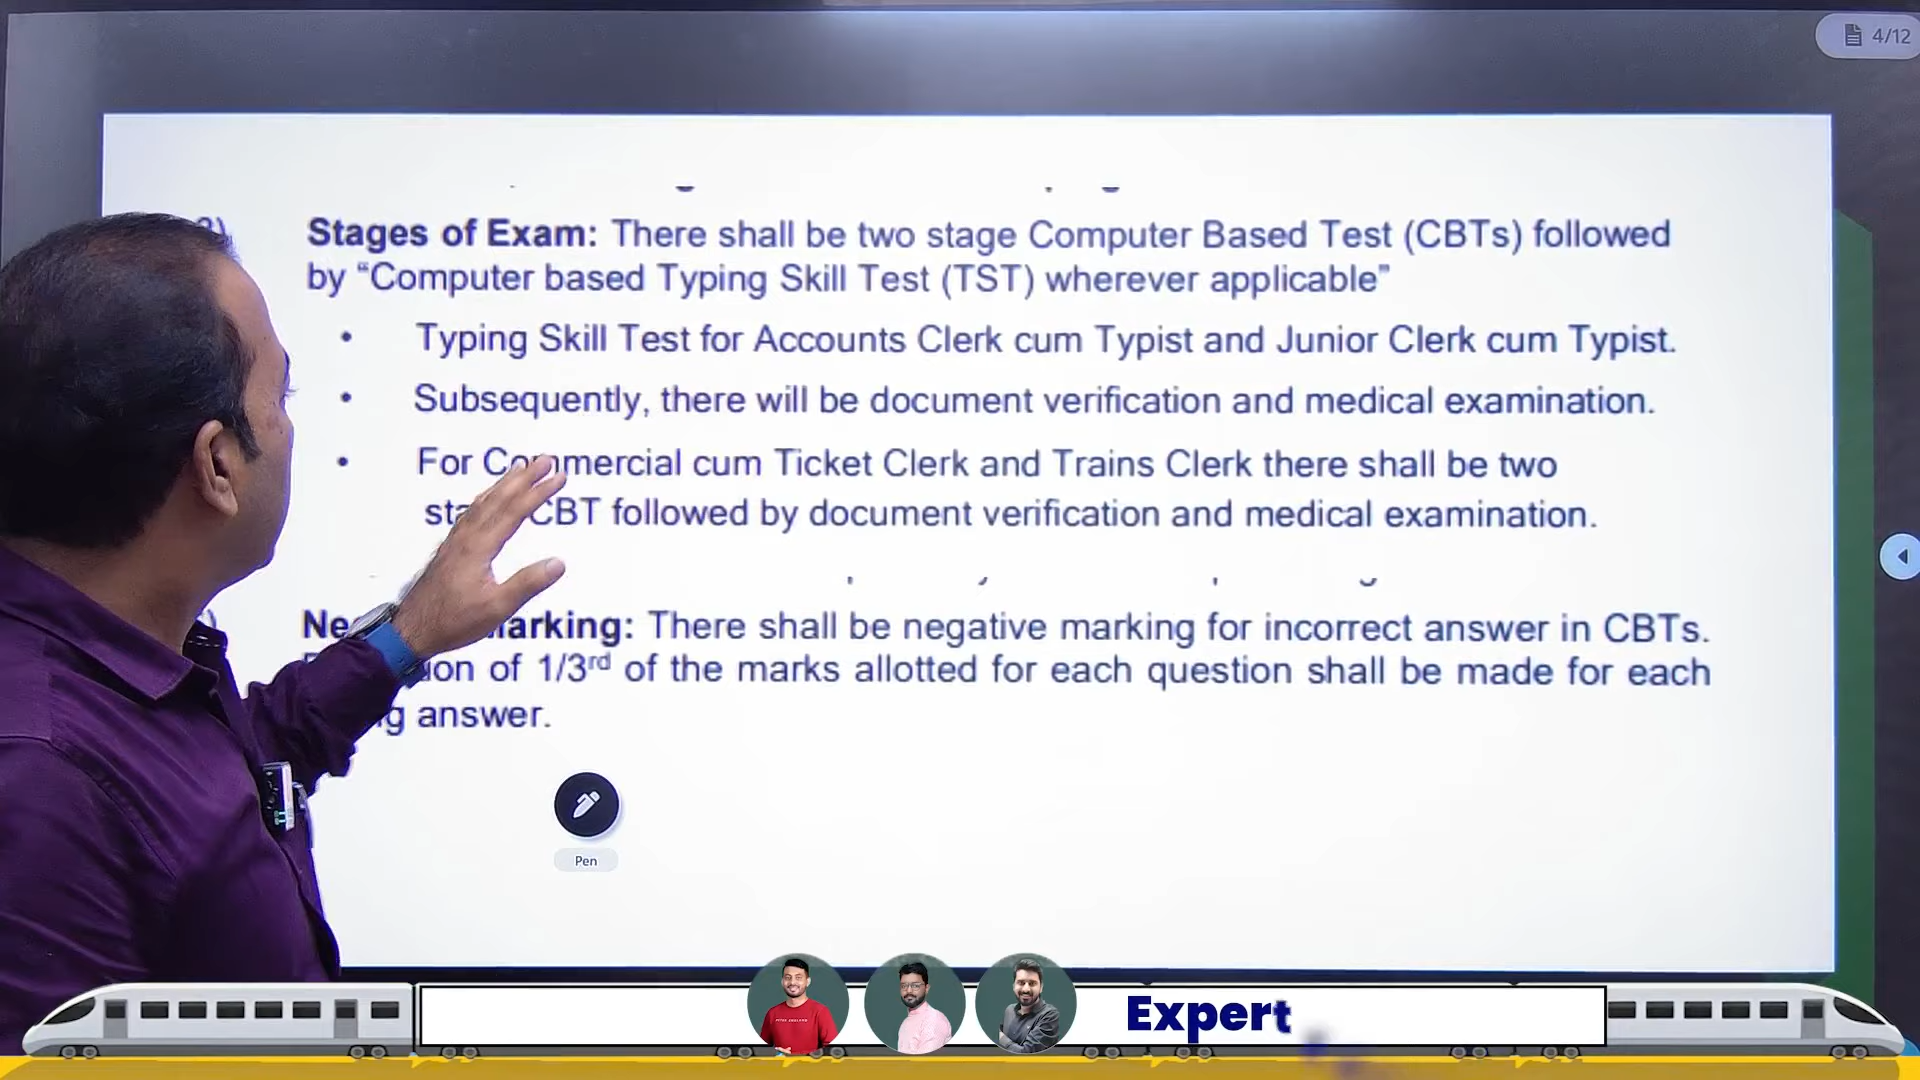 4/12
Stages of Exam: There shall be two stage Computer Based Test (CBTs) followed
by “Computer based Typing Skill Test (TST) wherever applicable”
• Typing Skill Test for Accounts Clerk cum Typist and Junior Clerk cum Typist.
• Subsequently, there will be document verification and medical examination.
• For Commercial cum Ticket Clerk and Trains Clerk there shall be two
CBT followed by document verification and medical examination.
arking: There shall be negative marking for incorrect answer in CBTs.
ion of 1/3rd of the marks allotted for each question shall be made for each
g answer.
Pen
Expert